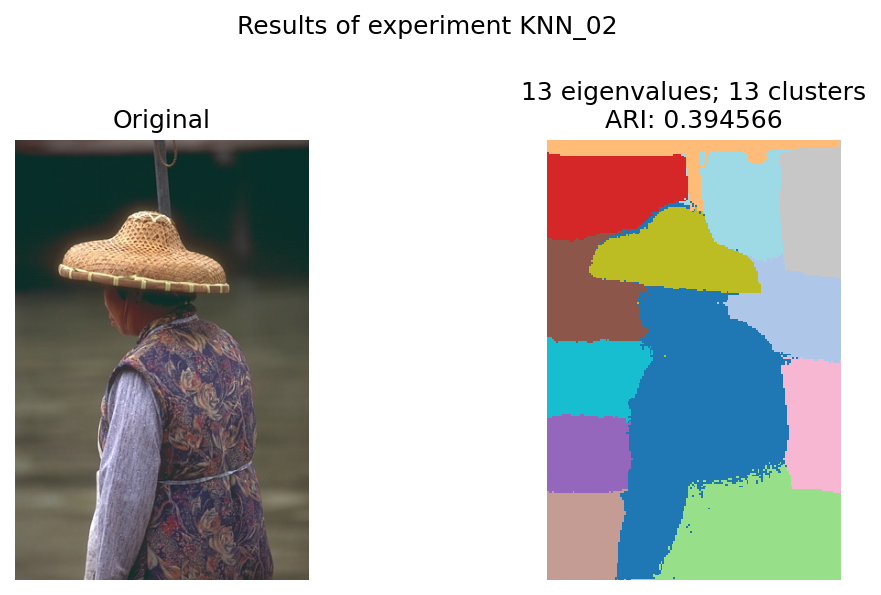 Results of experiment KNN_02
Original
13 eigenvalues; 13 clusters
ARI: 0.394566